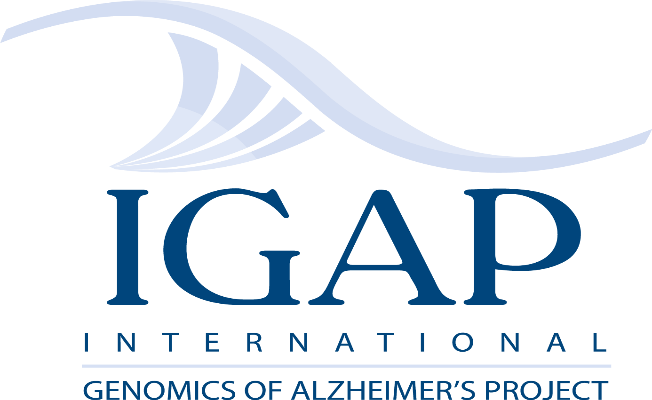 IGAP
INTERNATIONAL
GENOMICS OF ALZHEIMER'S PROJECT